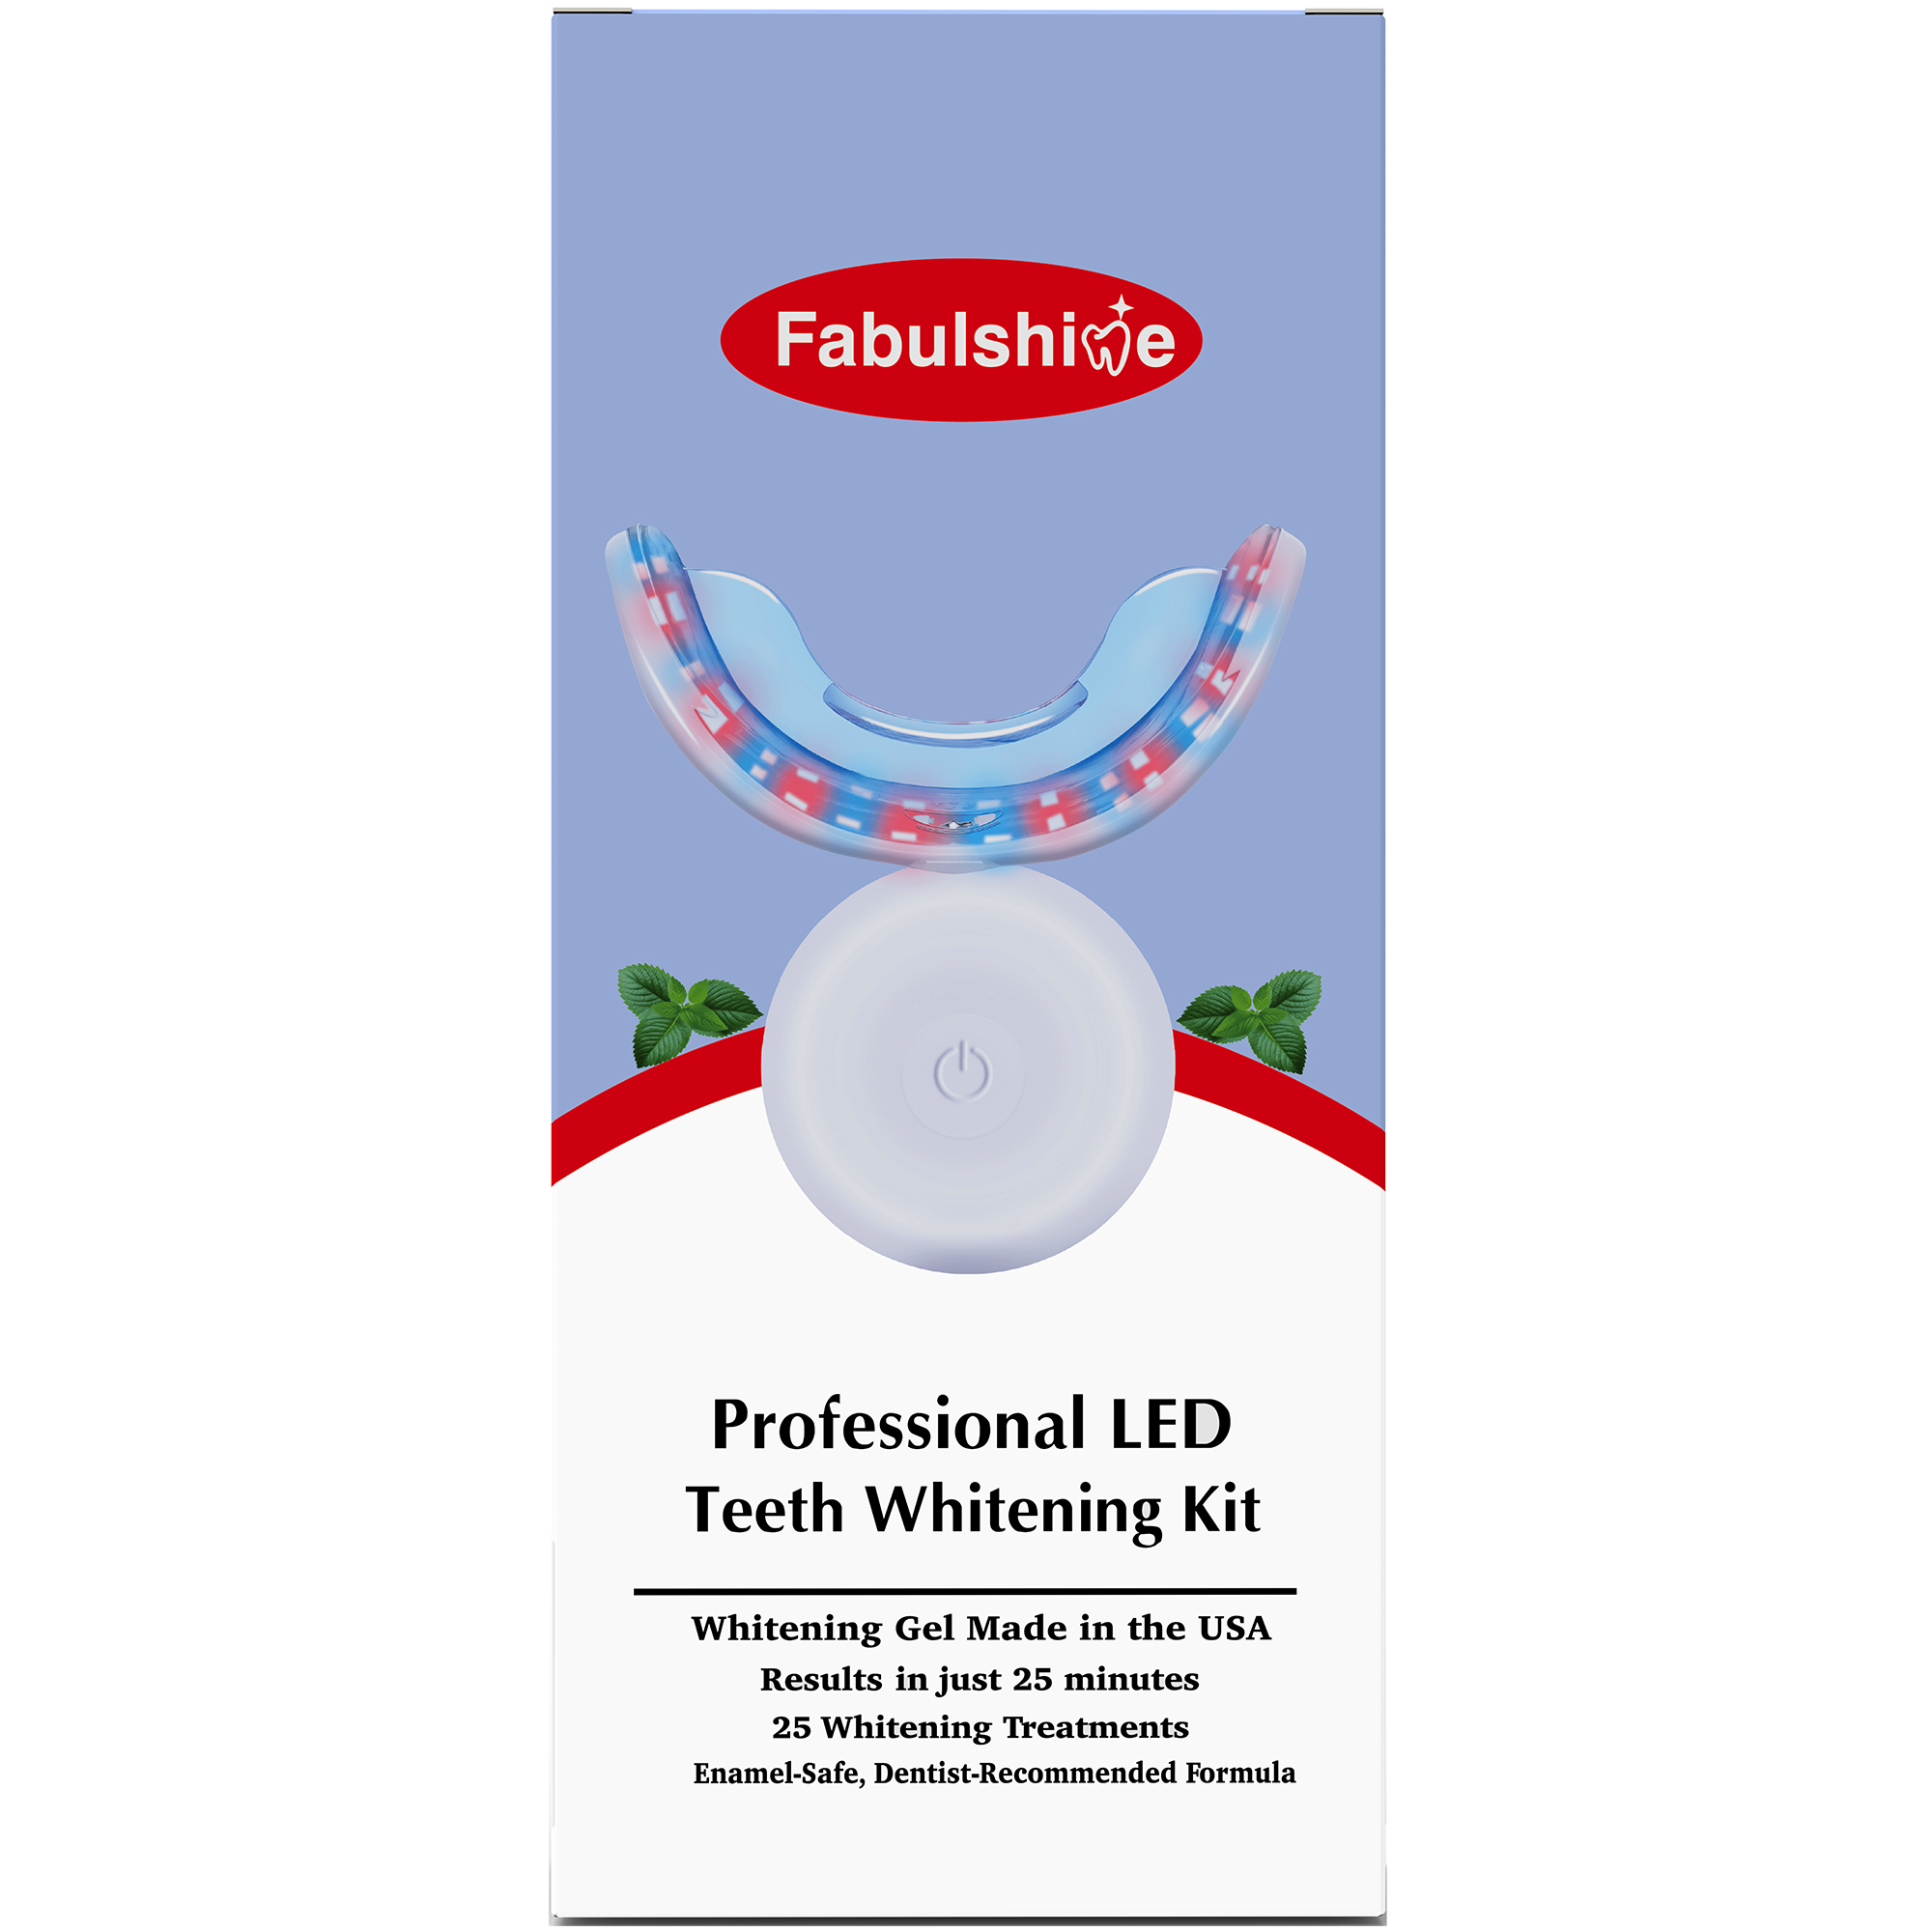 Fabulshine
Professional LED
Teeth Whitening Kit
Whitening Gel Made in the USA
Results in just 25 minutes
25 Whitening Treatments
Enamel-Safe, Dentist-Recommended Formula